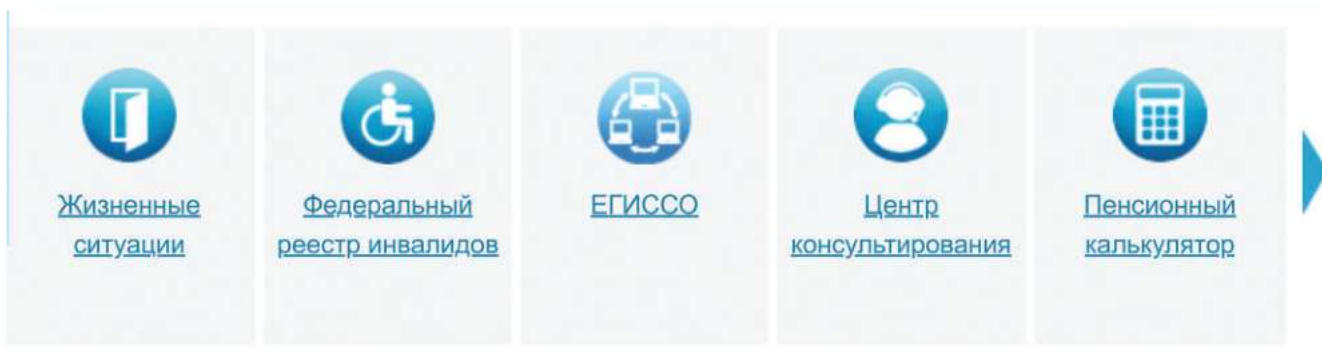 Жизненные
ситуации
Федеральный
реестр инвалидов
ЕГИССО
Центр
консультирования
Пенсионный
калькулятор